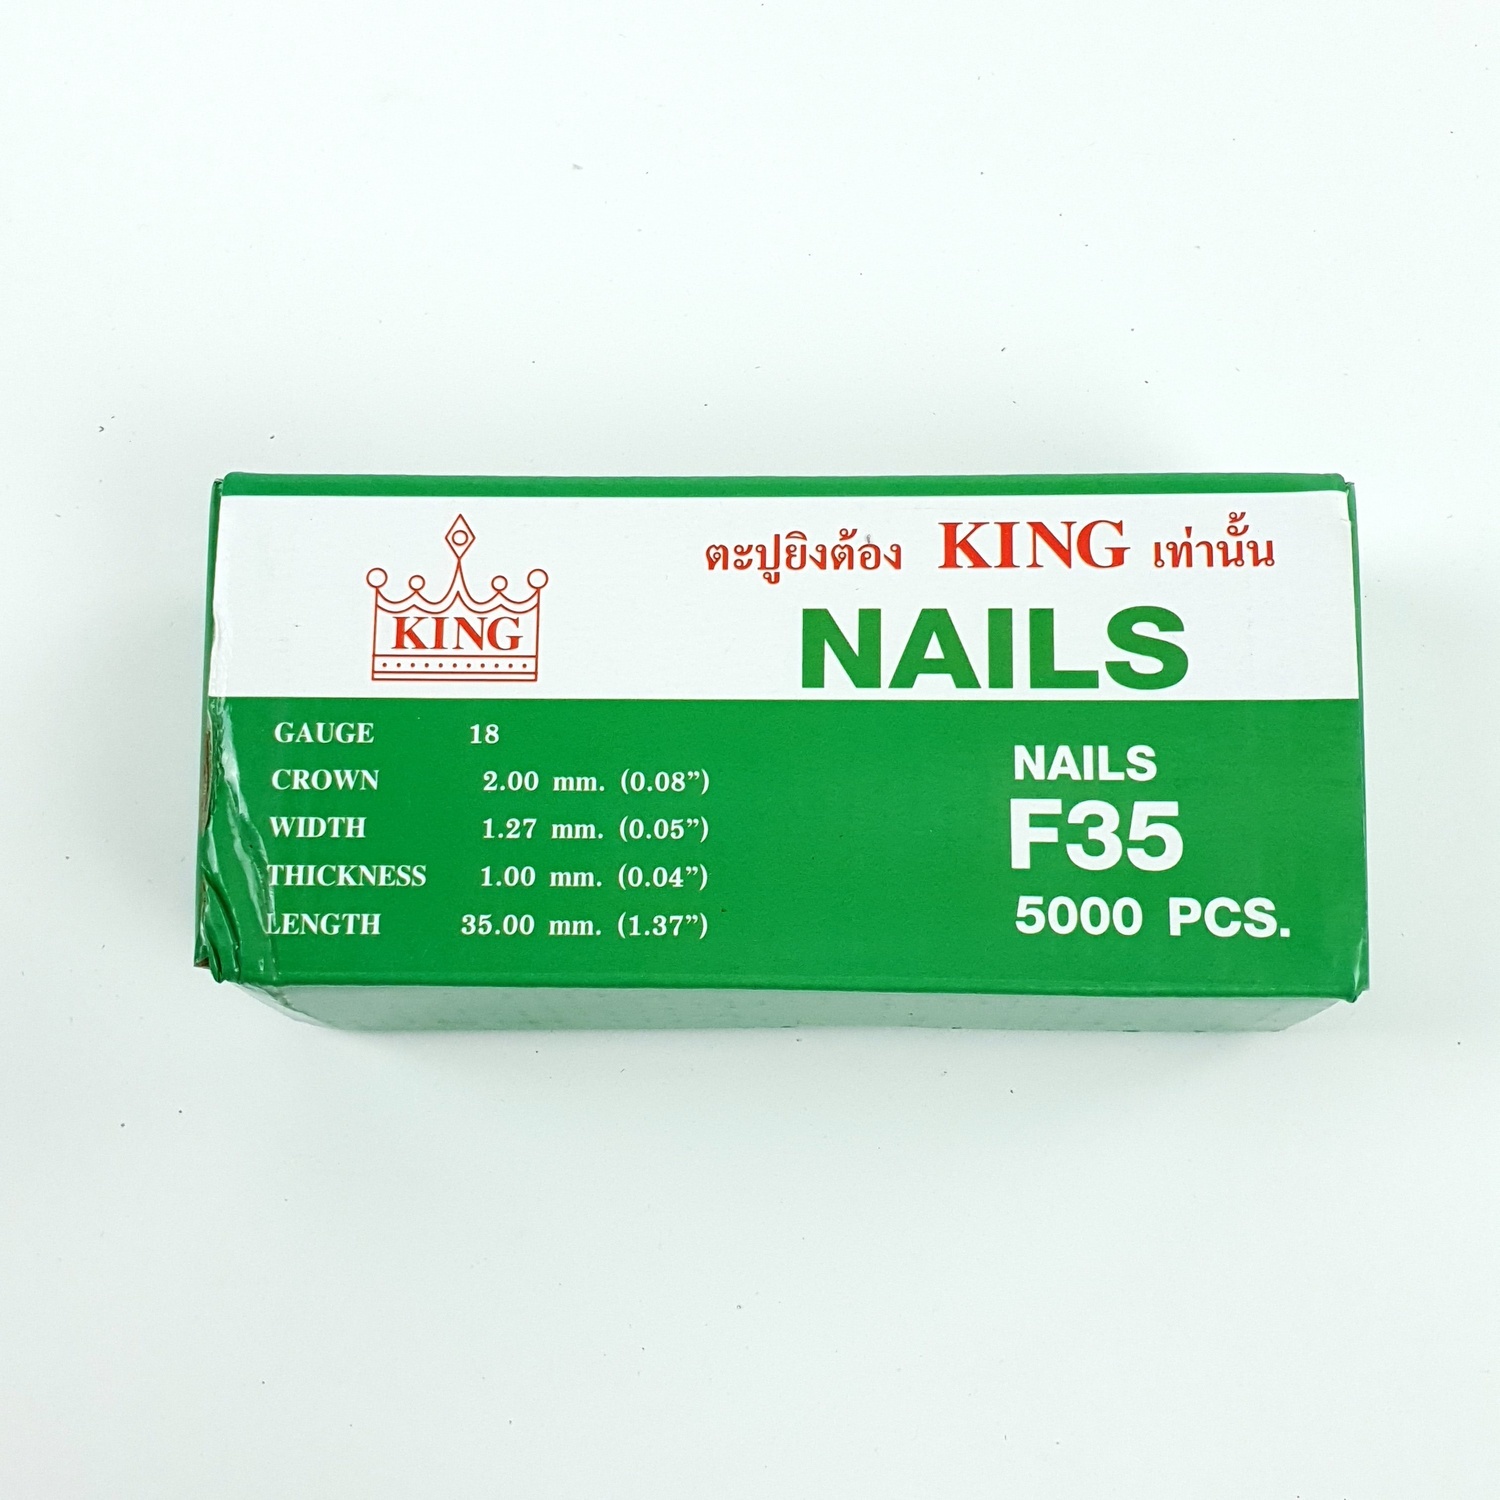 KING
ตะปูยิงต้อง KING เท่านั้น
NAILS
GAUGE 18
CROWN 2.00 mm. (0.08”)
WIDTH 1.27 mm. (0.05”)
THICKNESS 1.00 mm. (0.04”)
LENGTH 35.00 mm. (1.37”)
NAILS
F35
5000 PCS.